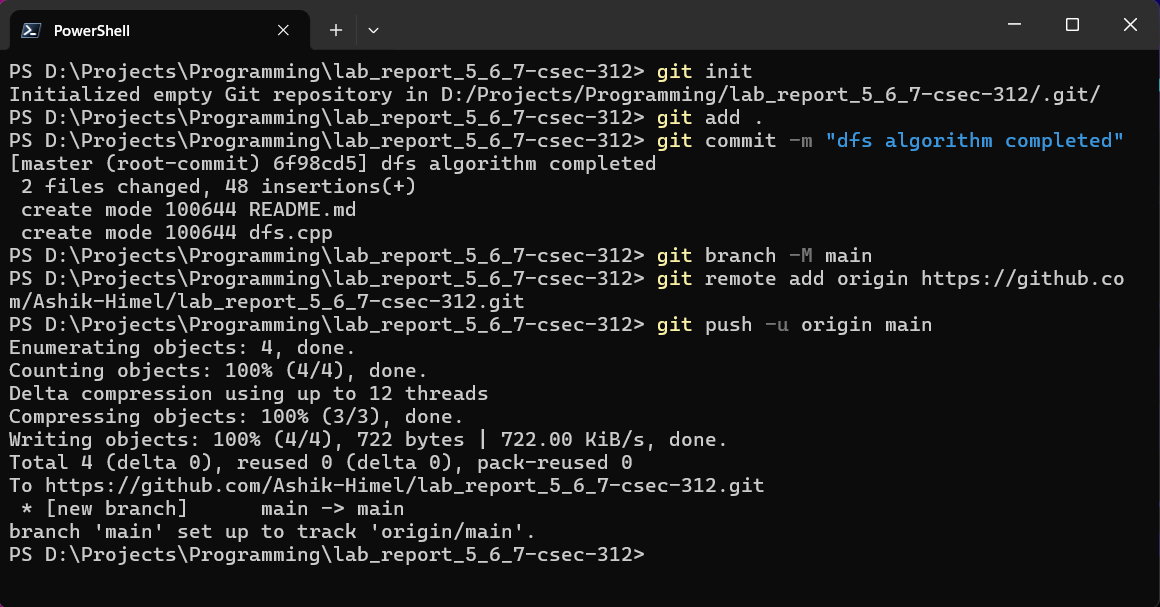 PowerShell
PS D:\Projects\Programming\lab_report_5_6_7-csec-312> git init
Initialized empty Git repository in D:/Projects/Programming/lab_report_5_6_7-csec-312/.git/
PS D:\Projects\Programming\lab_report_5_6_7-csec-312> git add .
PS D:\Projects\Programming\lab_report_5_6_7-csec-312> git commit -m "dfs algorithm completed"
[master (root-commit) 6f98cd5] dfs algorithm completed
 2 files changed, 48 insertions(+)
 create mode 100644 README.md
 create mode 100644 dfs.cpp
PS D:\Projects\Programming\lab_report_5_6_7-csec-312> git branch -M main
PS D:\Projects\Programming\lab_report_5_6_7-csec-312> git remote add origin https://github.co
m/Ashik-Himel/lab_report_5_6_7-csec-312.git
PS D:\Projects\Programming\lab_report_5_6_7-csec-312> git push -u origin main
Enumerating objects: 4, done.
Counting objects: 100% (4/4), done.
Delta compression using up to 12 threads
Compressing objects: 100% (3/3), done.
Writing objects: 100% (4/4), 722 bytes | 722.00 KiB/s, done.
Total 4 (delta 0), reused 0 (delta 0), pack-reused 0
To https://github.com/Ashik-Himel/lab_report_5_6_7-csec-312.git
 * [new branch]      main -> main
branch 'main' set up to track 'origin/main'.
PS D:\Projects\Programming\lab_report_5_6_7-csec-312>